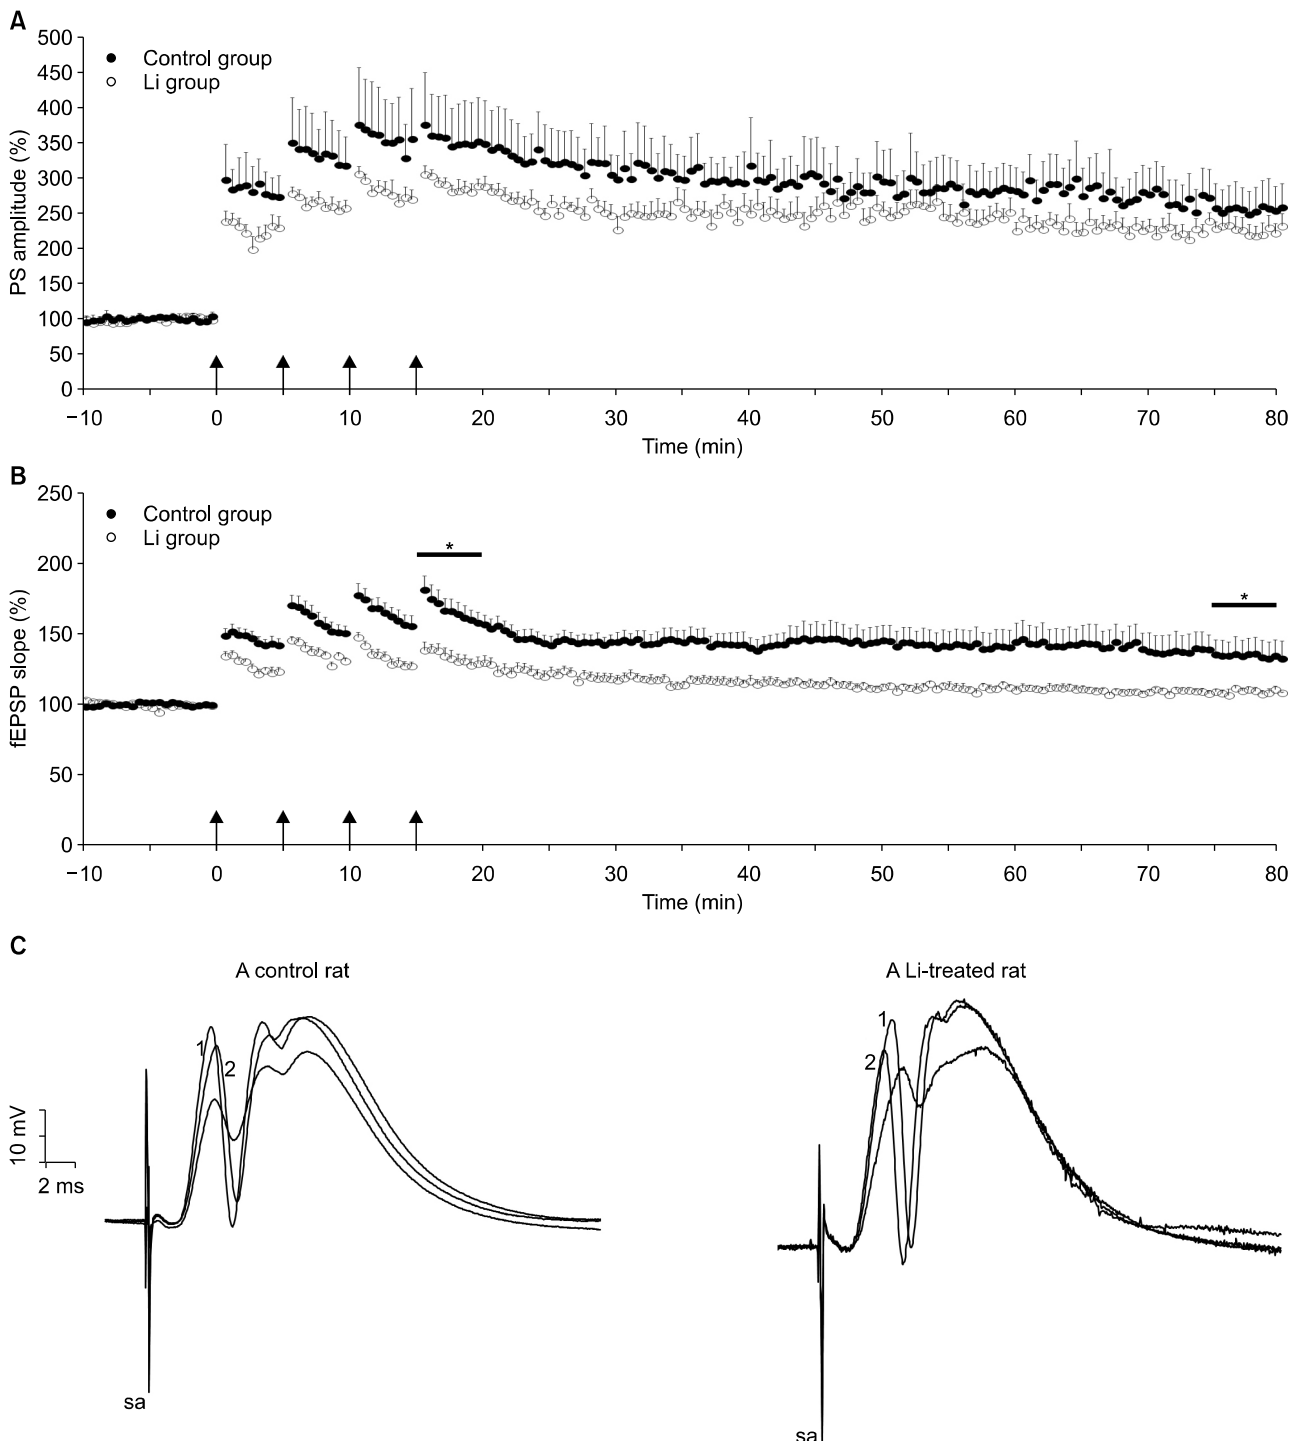 A
500
450
400
350
300
250
200
150
100
50
0
PS amplitude (%)
Control group
Li group
−10 0 10 20 30 40 50 60 70 80
Time (min)
B
250
200
150
100
50
0
fEPSP slope (%)
Control group
Li group
* *
−10 0 10 20 30 40 50 60 70 80
Time (min)
C
A control rat
A Li-treated rat
1
2
1
2
10 mV
2 ms
sa
sa